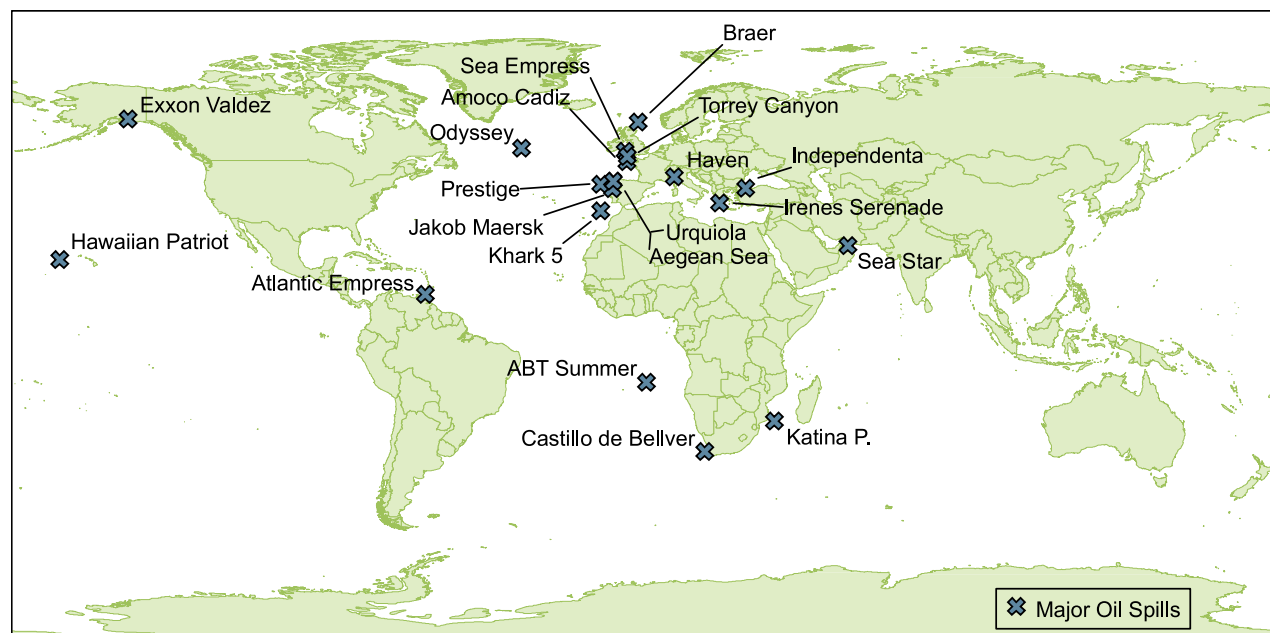 Braer
Sea Empress
Amoco Cadiz
Torrey Canyon
Exxon Valdez
Odyssey
Haven
Independenta
Prestige
Irenes Serenade
Jakob Maersk
Urquiola
Hawaiian Patriot
Khark 5
Aegean Sea
Sea Star
Atlantic Empress
ABT Summer
Castillo de Bellver
Katina P.
Major Oil Spills